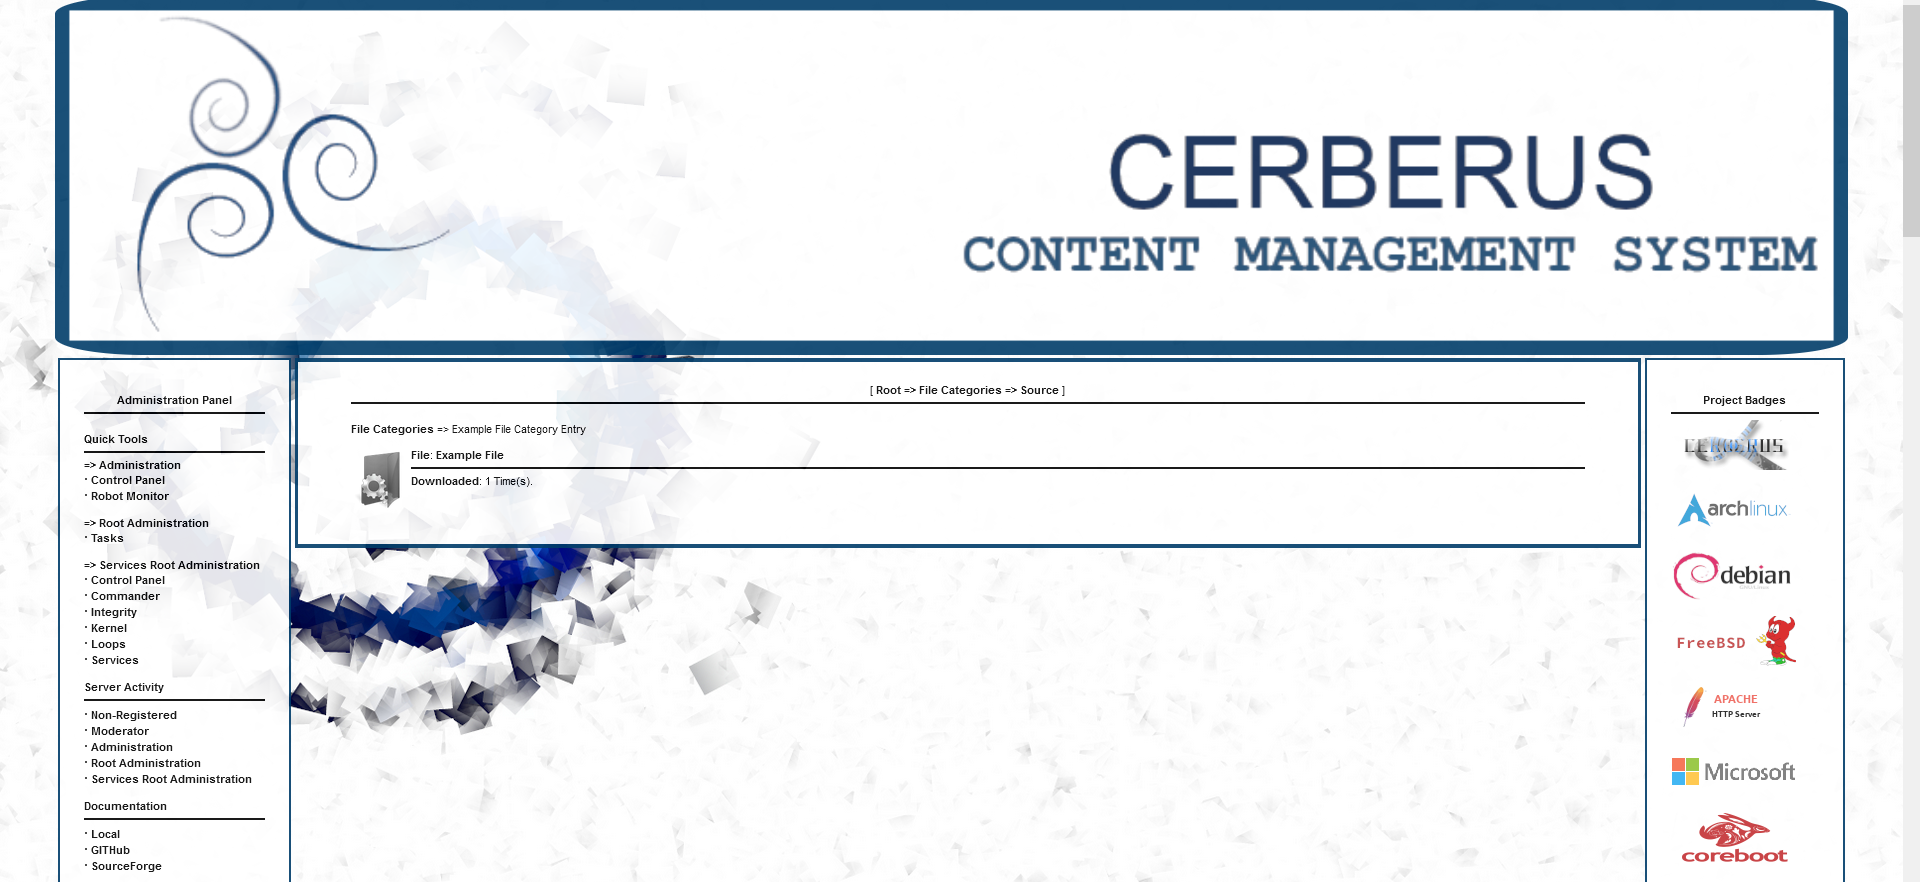 CERBERUS
CONTENT MANAGEMENT SYSTEM
Administration Panel
Quick Tools
=> Administration
· Control Panel
· Robot Monitor
=> Root Administration
· Tasks
=> Services Root Administration
· Control Panel
· Commander
· Integrity
· Kernel
· Loops
· Services
Server Activity
· Non-Registered
· Moderator
· Administration
· Root Administration
· Services Root Administration
Documentation
· Local
· GITHub
· SourceForge
[ Root => File Categories => Source ]
File Categories => Example File Category Entry
File: Example File
Downloaded: 1 Time(s).
Project Badges
CERBERUS
archlinux
debian
FreeBSD
APACHE
HTTP Server
Microsoft
coreboot